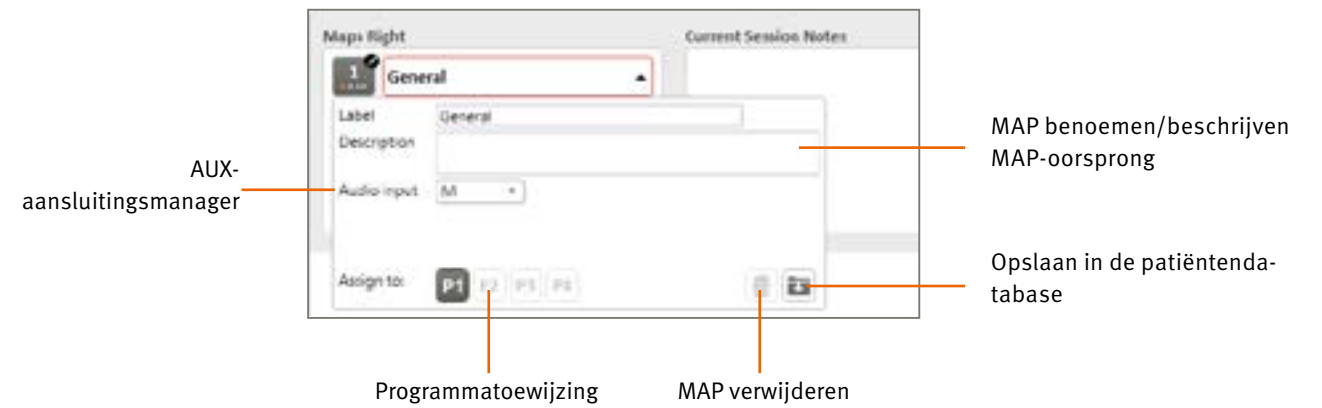 Maps Right
Current Session Notes
1
General
Label
General
Description
Audio input
M
Assign to:
P1 P2 P3 P4
AUX-
aansluitingsmanager
MAP benoemen/beschrijven
MAP-oorsprong
Opslaan in de patiëntenda-
tabase
Programmatoewijzing
MAP verwijderen